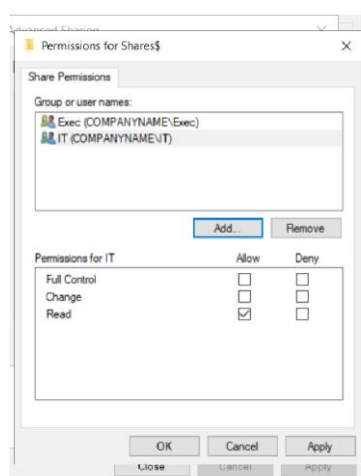 Advanced Sharing
Permissions for Shares$
Share Permissions
Group or user names:
Exec (COMPANYNAME\Exec)
IT (COMPANYNAME\IT)
Add... Remove
Permissions for IT Allow Deny
Full Control
Change
Read
OK Cancel Apply
Close Cancel Apply